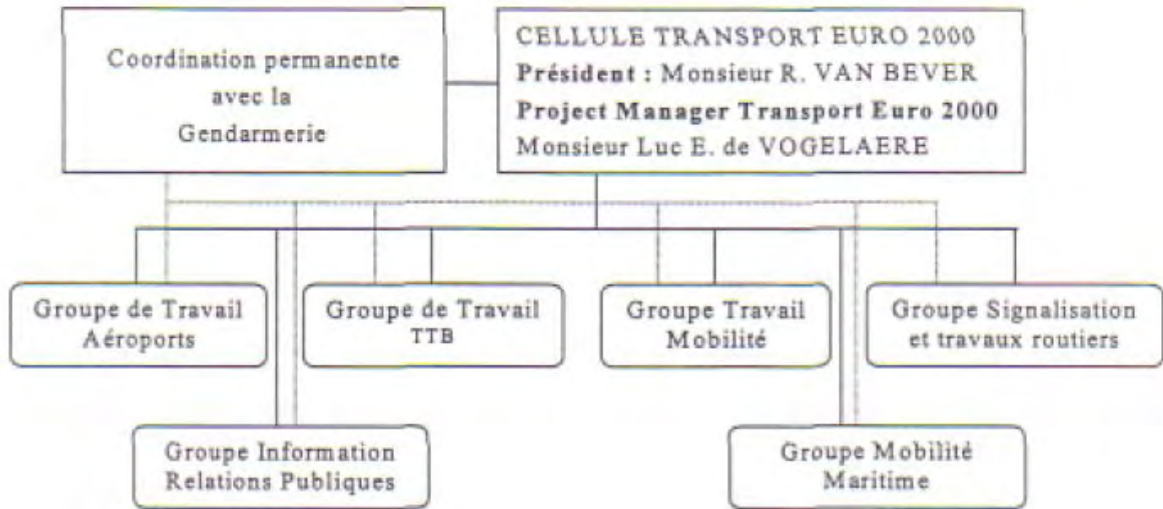 Coordination permanente
avec la
Gendarmerie
CELLULE TRANSPORT EURO 2000
Président : Monsieur R. VAN BEVER
Project Manager Transport Euro 2000
Monsieur Luc E. de VOGELAERE
Groupe de Travail
Aéroports
Groupe de Travail
TTB
Groupe Travail
Mobilité
Groupe Signalisation
et travaux routiers
Groupe Information
Relations Publiques
Groupe Mobilité
Maritime